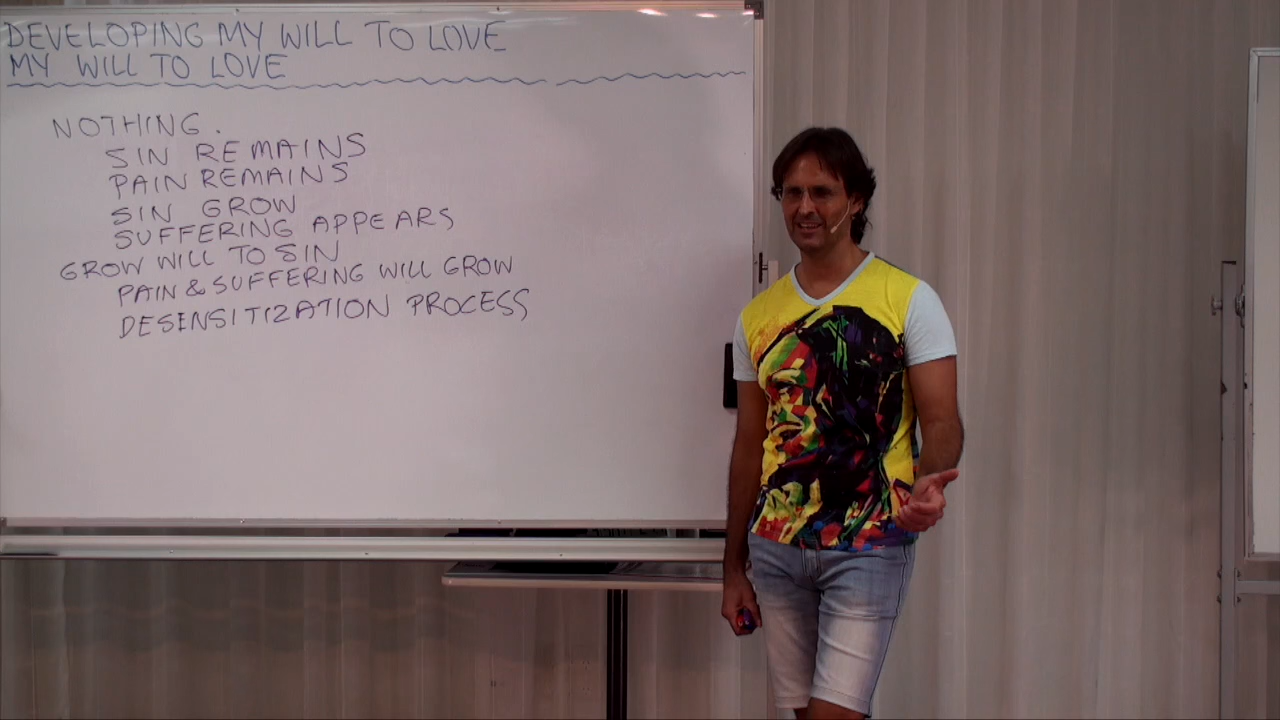 DEVELOPING MY WILL TO LOVE
MY WILL TO LOVE
NOTHING.
SIN REMAINS
PAIN REMAINS
SIN GROW
SUFFERING APPEARS
GROW WILL TO SIN
PAIN & SUFFERING WILL GROW
DESENSITIZATION PROCESS